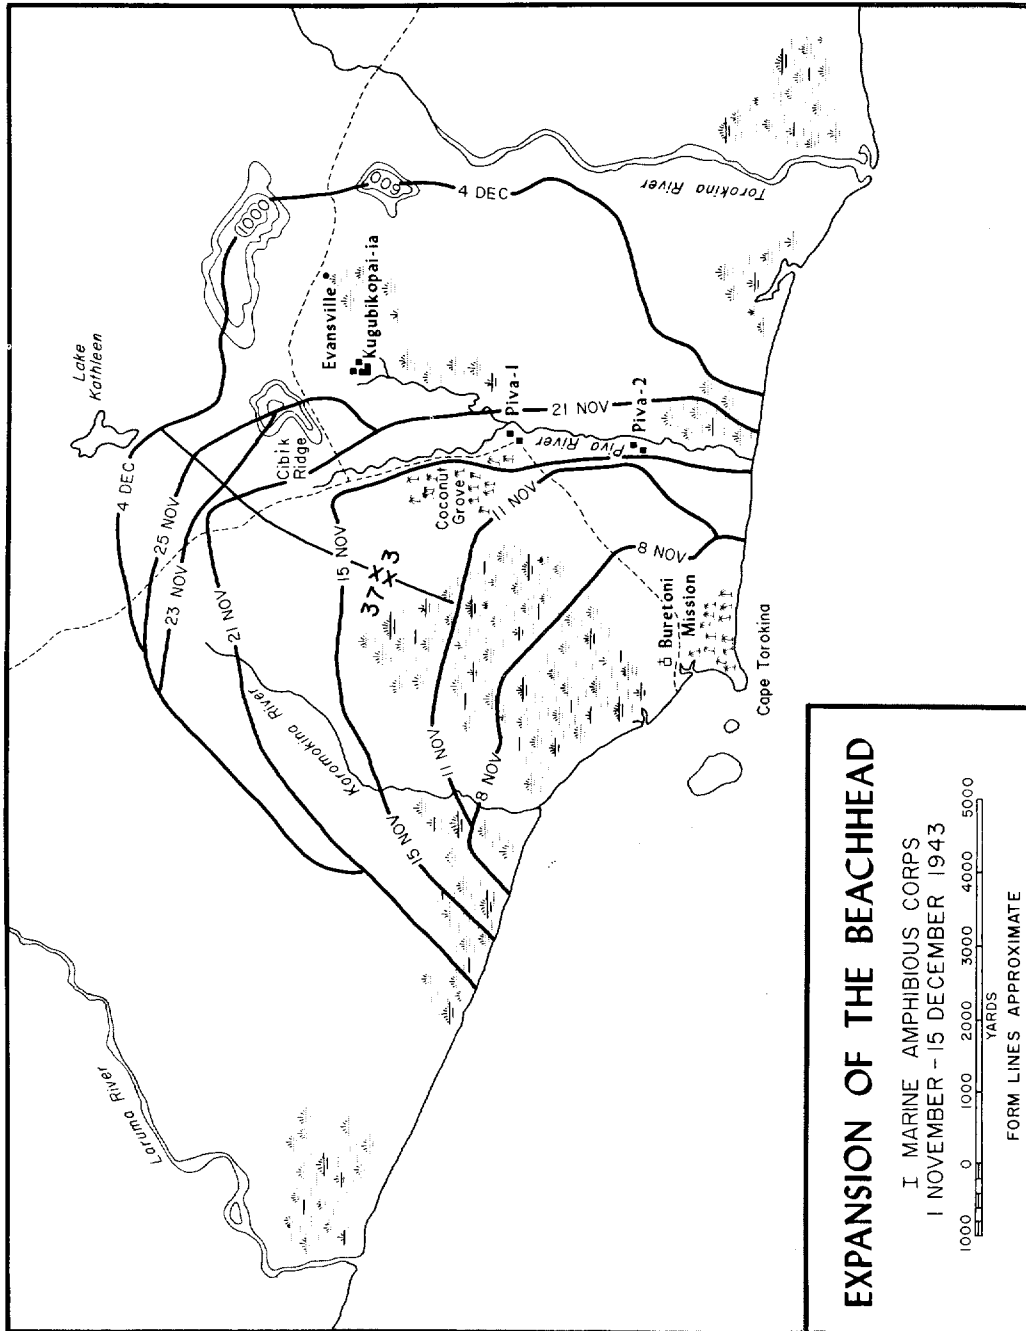 Lake
Kathleen
4 DEC
25 NOV
23 NOV
21 NOV
15 NOV
11 NOV
8 NOV
1000
600
4 DEC
Torokina River
Evansville
Kugubikopai-ia
Cibik
Ridge
Piva-1
21 NOV
Piva-2
Piva River
Coconut
Grove
11 NOV
37 XX 3
8 NOV
Buretoni
Mission
Cape Torokina
Koromokina River
15 NOV
Laruma River
EXPANSION OF THE BEACHHEAD
I MARINE AMPHIBIOUS CORPS
1 NOVEMBER – 15 DECEMBER 1943
1000 0 1000 2000 3000 4000 5000
YARDS
FORM LINES APPROXIMATE